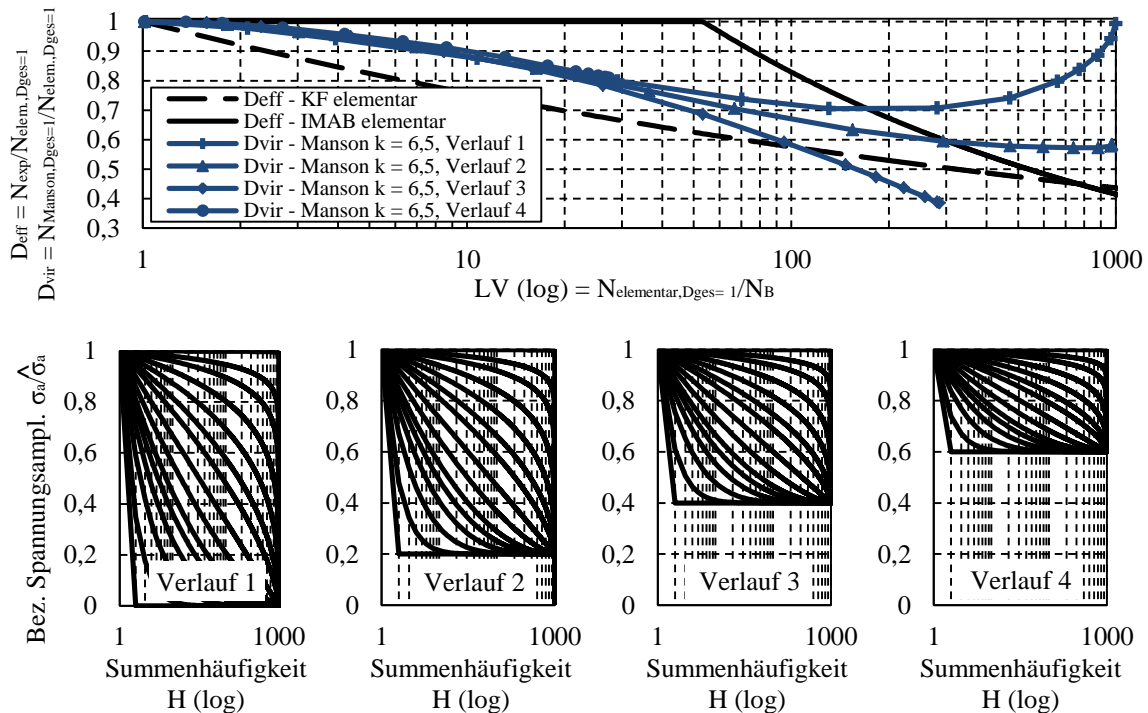 Deff = Nexp/Nelem,Dges=1
Dvir = NManson,Dges=1/Nelem,Dges=1
1
0,9
0,8
0,7
0,6
0,5
0,4
0,3
Deff - KF elementar
Deff - IMAB elementar
Dvir - Manson k = 6,5, Verlauf 1
Dvir - Manson k = 6,5, Verlauf 2
Dvir - Manson k = 6,5, Verlauf 3
Dvir - Manson k = 6,5, Verlauf 4
1 10 100 1000
LV (log) = Nelementar,Dges= 1/NB
Bez. Spannungsampl. σa/σ̂a
1
0,8
0,6
0,4
0,2
0
Verlauf 1
1 1000
Summenhäufigkeit
H (log)
1
0,8
0,6
0,4
0,2
0
Verlauf 2
1 1000
Summenhäufigkeit
H (log)
1
0,8
0,6
0,4
0,2
0
Verlauf 3
1 1000
Summenhäufigkeit
H (log)
1
0,8
0,6
0,4
0,2
0
Verlauf 4
1 1000
Summenhäufigkeit
H (log)